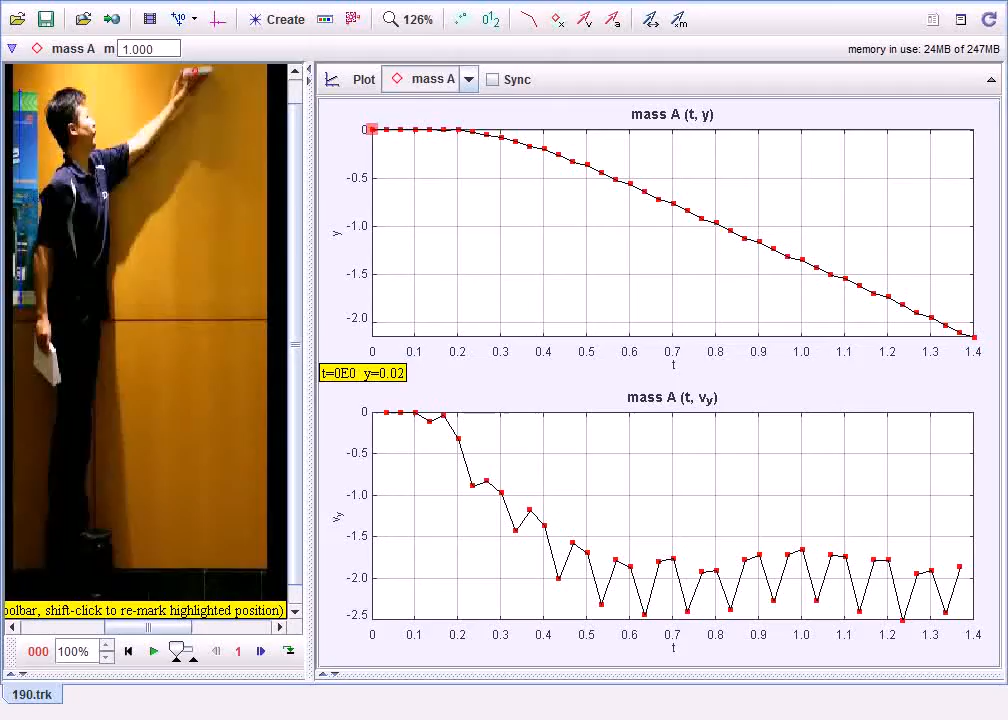 Create
126%
mass A m 1.000
memory in use: 24MB of 247MB
Plot mass A Sync
mass A (t, y)
0
-0.5
-1.0
-1.5
-2.0
y
0 0.1 0.2 0.3 0.4 0.5 0.6 0.7 0.8 0.9 1.0 1.1 1.2 1.3 1.4
t
t=0E0 y=0.02
mass A (t, vy)
0
-0.5
-1.0
-1.5
-2.0
-2.5
vy
0 0.1 0.2 0.3 0.4 0.5 0.6 0.7 0.8 0.9 1.0 1.1 1.2 1.3 1.4
t
oolbar, shift-click to re-mark highlighted position)
000 100% 1
190.trk